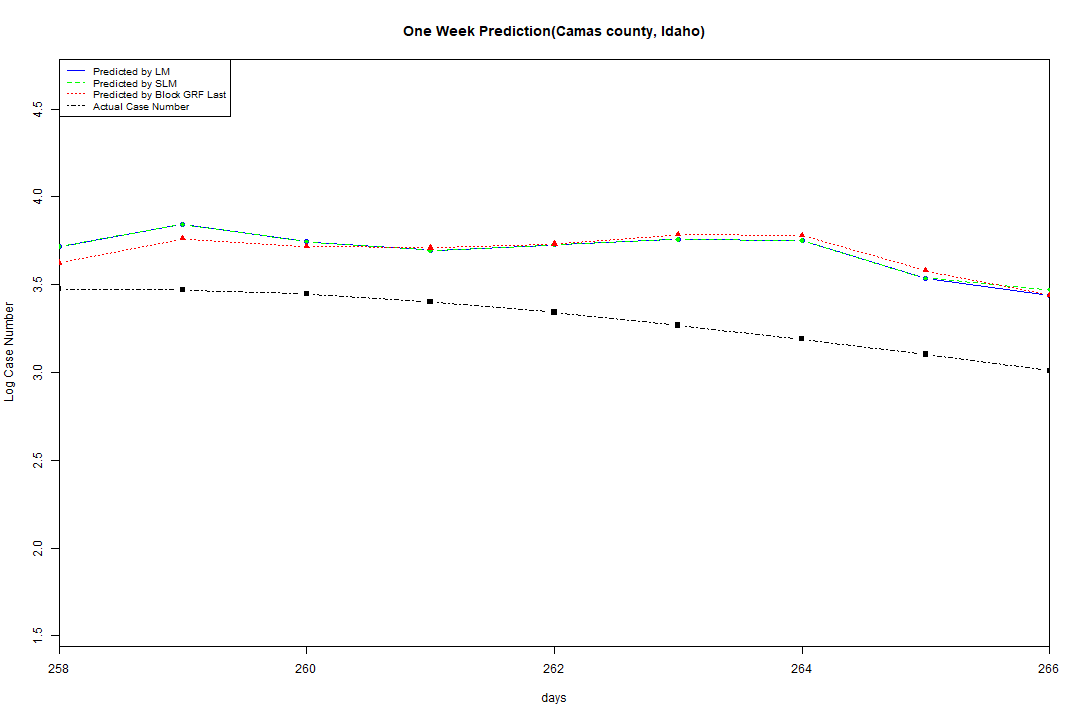 One Week Prediction(Camas county, Idaho)
Predicted by LM
Predicted by SLM
Predicted by Block GRF Last
Actual Case Number
4.5
4.0
3.5
3.0
2.5
2.0
1.5
Log Case Number
258 260 262 264 266
days